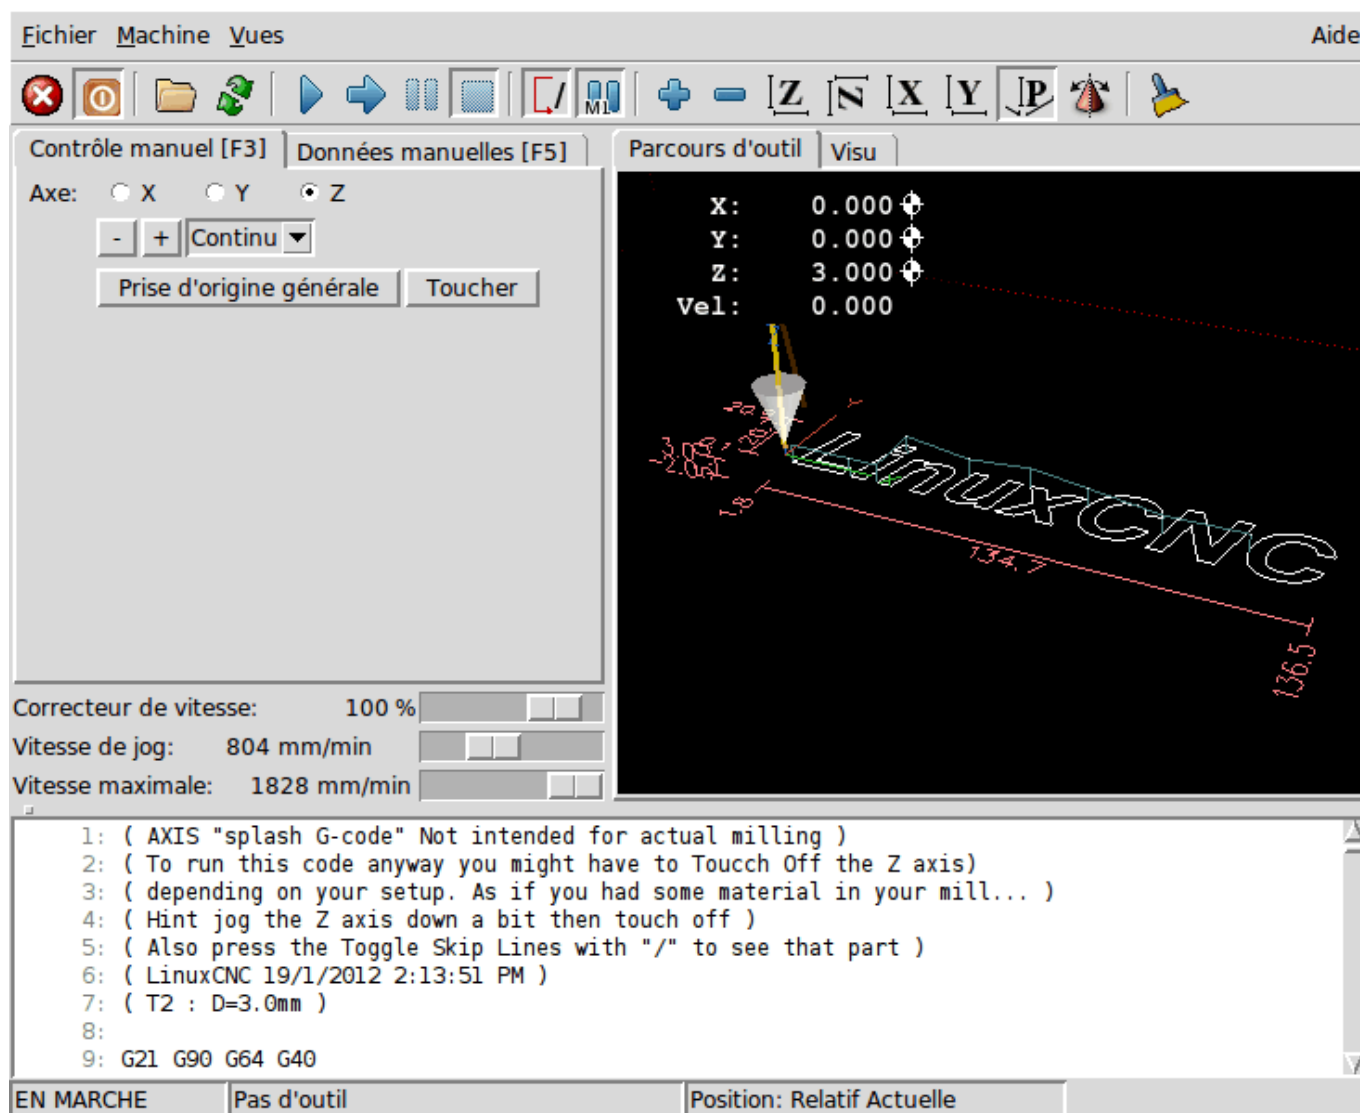 Fichier Machine Vues Aide
M1 Z N X Y P
Contrôle manuel [F3] Données manuelles [F5] Parcours d'outil Visu
Axe: X Y Z
- + Continu
Prise d'origine générale Toucher
X: 0.000
Y: 0.000
Z: 3.000
Vel: 0.000
Y
LinuxCNC
1.8
134.7
136.5
Correcteur de vitesse: 100 %
Vitesse de jog: 804 mm/min
Vitesse maximale: 1828 mm/min
1: ( AXIS "splash G-code" Not intended for actual milling )
2: ( To run this code anyway you might have to Toucch Off the Z axis)
3: ( depending on your setup. As if you had some material in your mill... )
4: ( Hint jog the Z axis down a bit then touch off )
5: ( Also press the Toggle Skip Lines with "/" to see that part )
6: ( LinuxCNC 19/1/2012 2:13:51 PM )
7: ( T2 : D=3.0mm )
8:
9: G21 G90 G64 G40
EN MARCHE Pas d'outil Position: Relatif Actuelle